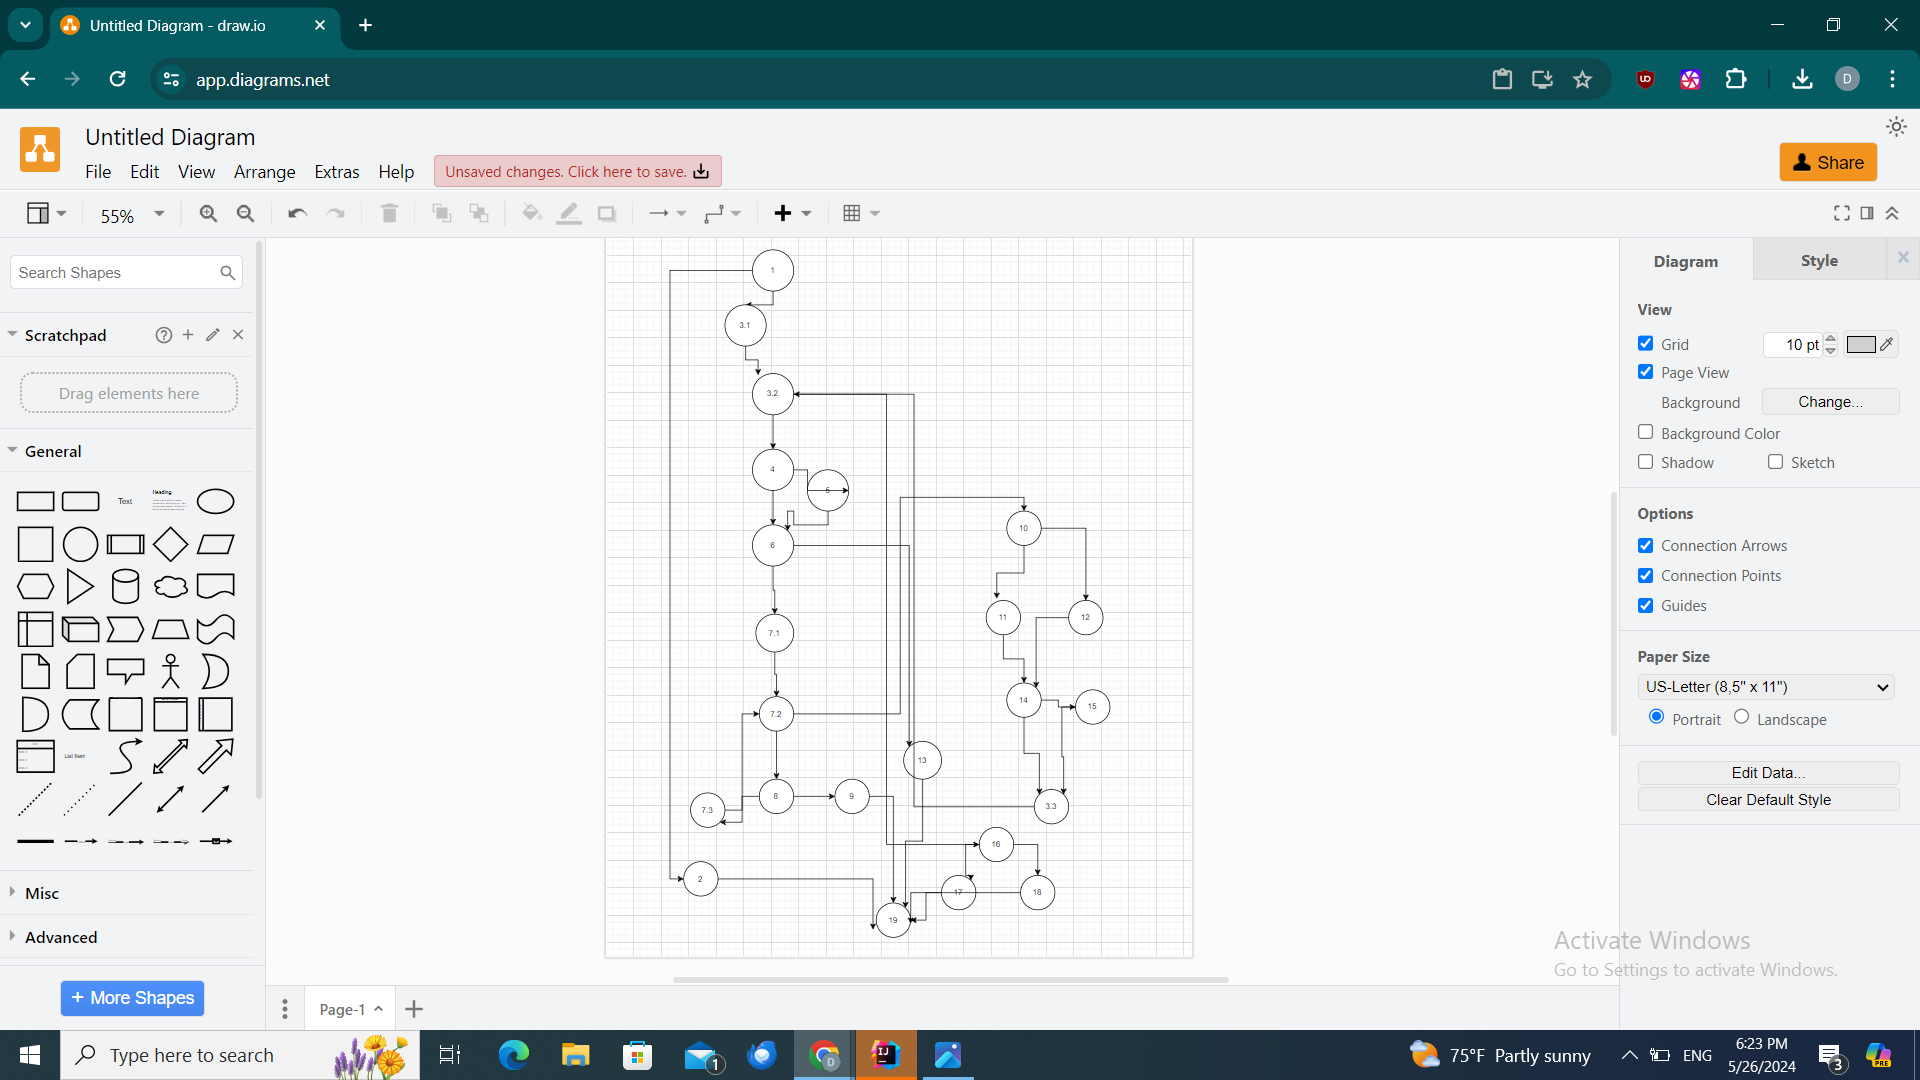 Untitled Diagram - draw.io
app.diagrams.net
D
Untitled Diagram
File Edit View Arrange Extras Help
Unsaved changes. Click here to save.
Share
55%
Search Shapes
Scratchpad
Drag elements here
General
Text
Heading
List Item
Misc
Advanced
+ More Shapes
1
3.1
3.2
4
5
6
10
11
12
7.1
14
15
7.2
13
8
9
7.3
3.3
16
2
17
18
19
Page-1
Diagram
Style
View
Grid
10 pt
Page View
Background
Change...
Background Color
Shadow
Sketch
Options
Connection Arrows
Connection Points
Guides
Paper Size
US-Letter (8,5" x 11")
Portrait
Landscape
Edit Data...
Clear Default Style
Activate Windows
Go to Settings to activate Windows.
Type here to search
1
D
IJ
75°F Partly sunny
ENG
6:23 PM
5/26/2024
3
PRE